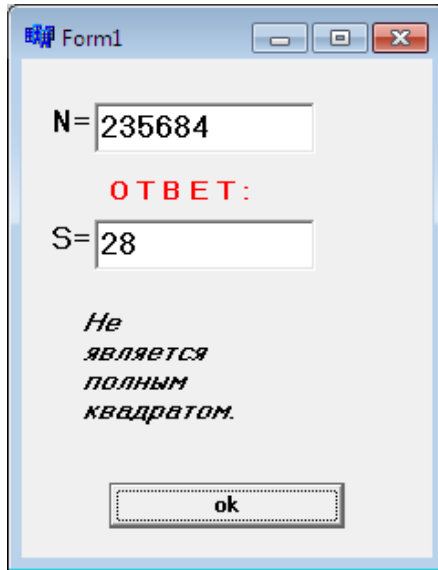 Form1
N= 235684
ОТВЕТ:
S= 28
Не
является
полным
квадратом.
ok